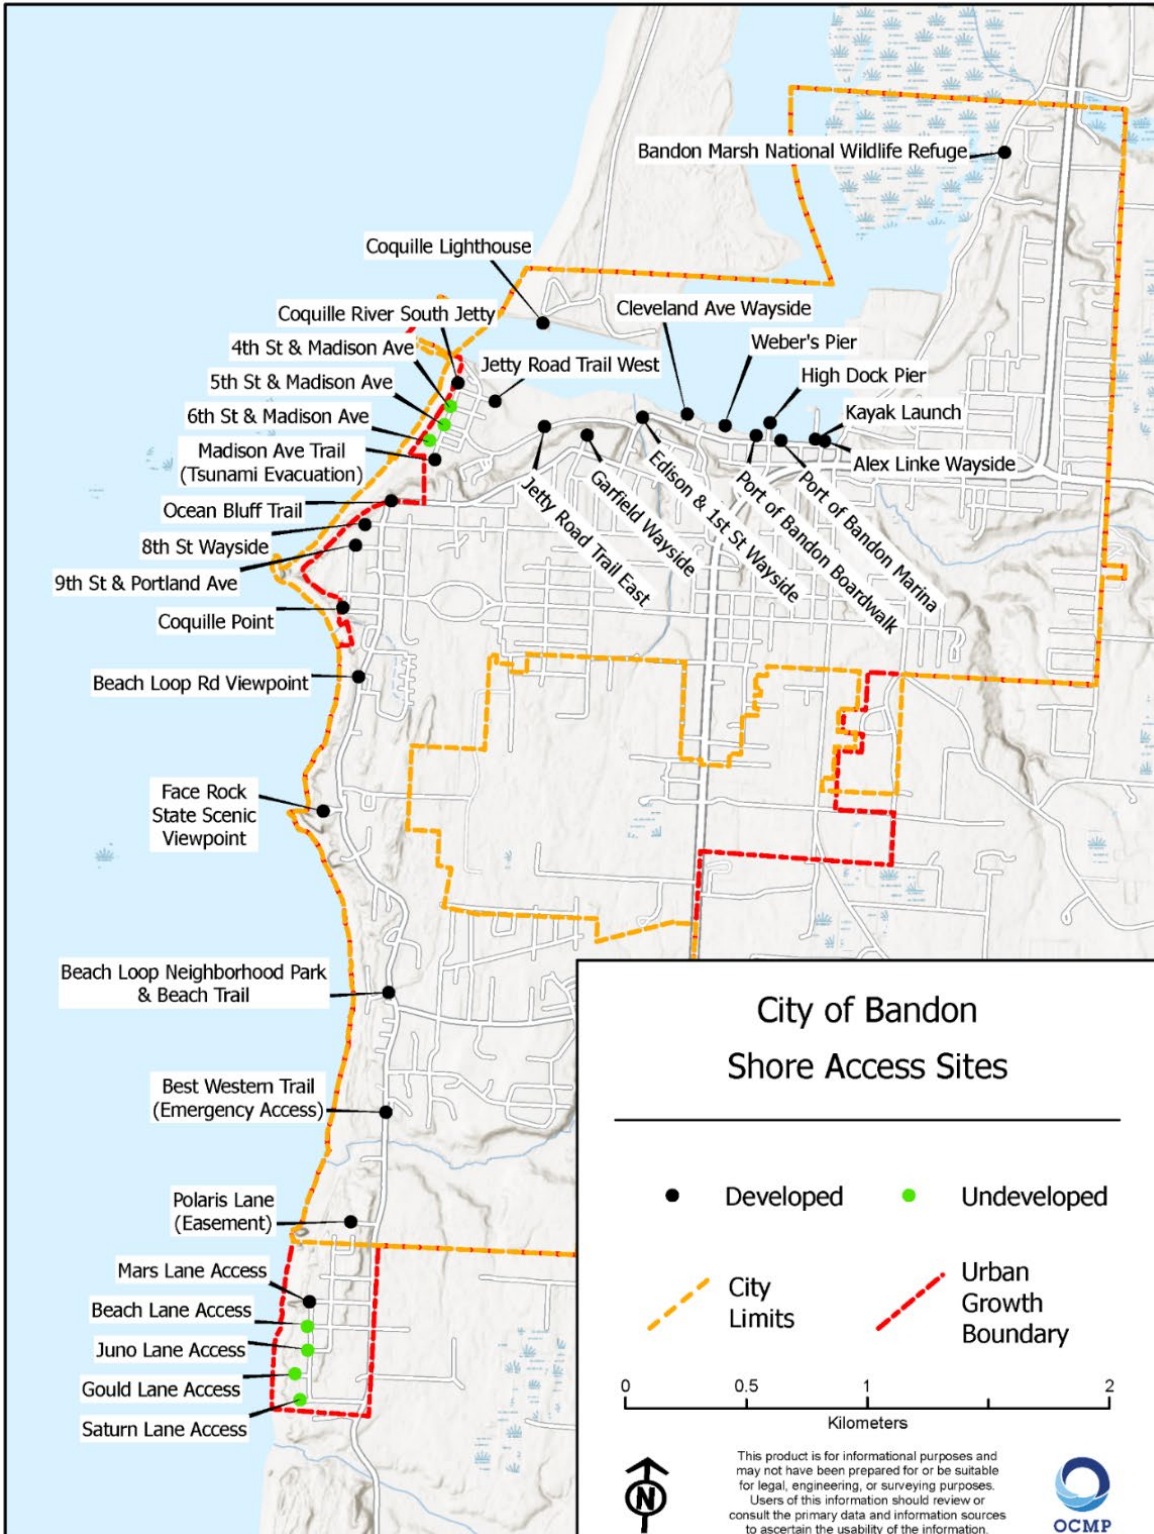 Bandon Marsh National Wildlife Refuge
Coquille Lighthouse
Coquille River South Jetty
4th St & Madison Ave
5th St & Madison Ave
6th St & Madison Ave
Madison Ave Trail
(Tsunami Evacuation)
Ocean Bluff Trail
8th St Wayside
9th St & Portland Ave
Coquille Point
Beach Loop Rd Viewpoint
Face Rock
State Scenic
Viewpoint
Beach Loop Neighborhood Park
& Beach Trail
Best Western Trail
(Emergency Access)
Polaris Lane
(Easement)
Mars Lane Access
Beach Lane Access
Juno Lane Access
Gould Lane Access
Saturn Lane Access
Jetty Road Trail West
Cleveland Ave Wayside
Weber's Pier
High Dock Pier
Kayak Launch
Alex Linke Wayside
Jetty Road Trail East
Garfield Wayside
Edison & 1st St Wayside
Port of Bandon Boardwalk
Port of Bandon Marina
City of Bandon
Shore Access Sites
Developed
Undeveloped
City
Limits
Urban
Growth
Boundary
0 0.5 1 2
Kilometers
N
This product is for informational purposes and
may not have been prepared for or be suitable
for legal, engineering, or surveying purposes.
Users of this information should review or
consult the primary data and information sources
to ascertain the usability of the information.
OCMP